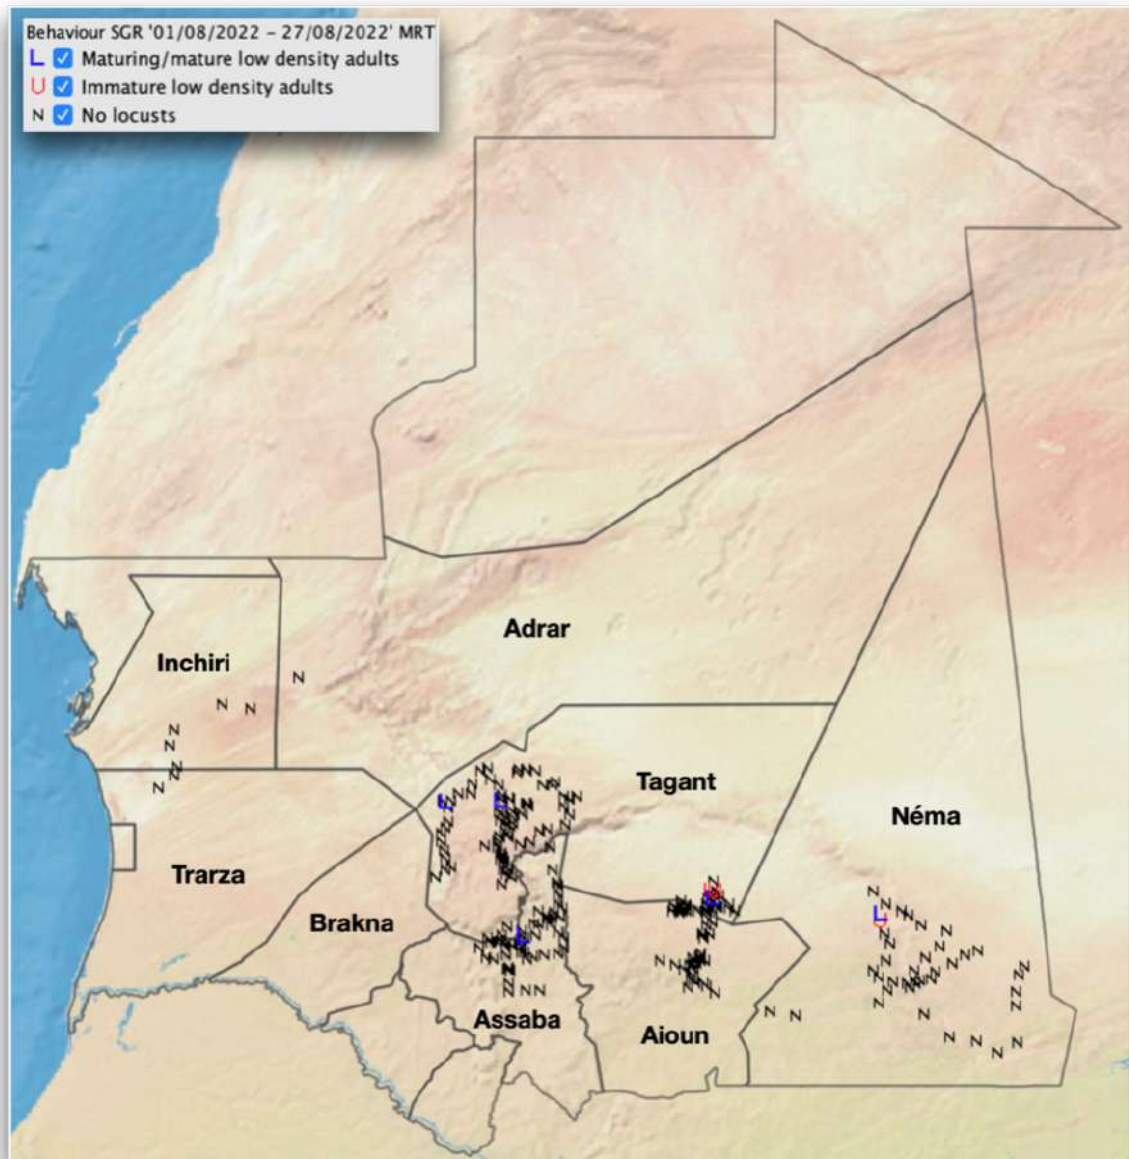 Behaviour SGR '01/08/2022 – 27/08/2022' MRT
L Maturing/mature low density adults
U Immature low density adults
N No locusts
Adrar
Inchiri
Tagant
Néma
Trarza
Brakna
Assaba
Aioun